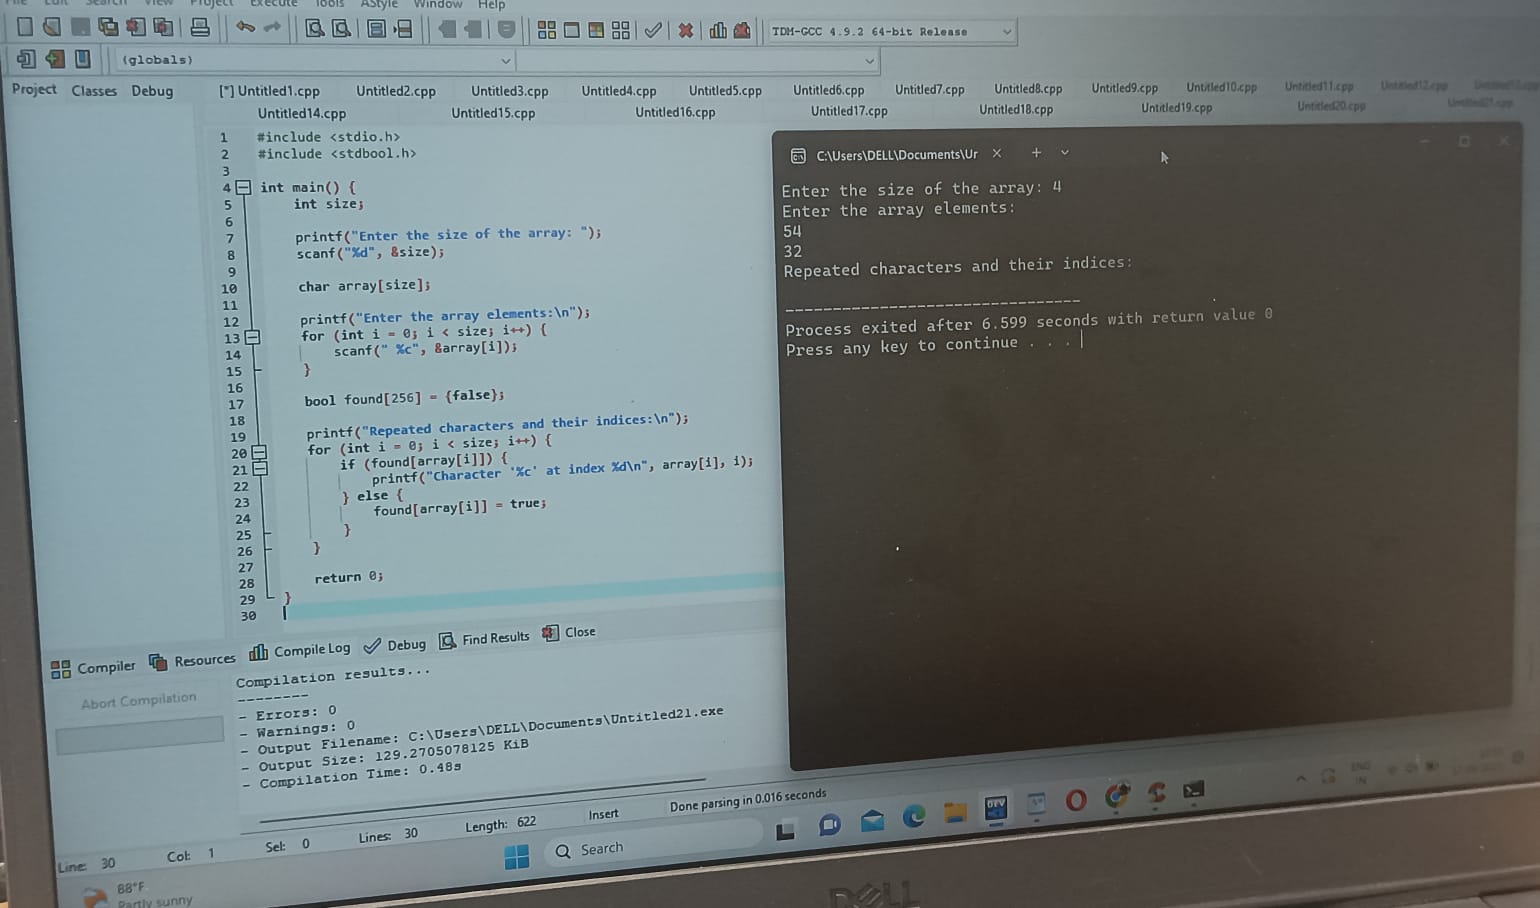 File Edit Search View Project Execute Tools AStyle Window Help
TDM-GCC 4.9.2 64-bit Release
(globals)
Project Classes Debug
[*] Untitled1.cpp Untitled2.cpp Untitled3.cpp Untitled4.cpp Untitled5.cpp Untitled6.cpp Untitled7.cpp Untitled8.cpp Untitled9.cpp Untitled10.cpp Untitled11.cpp Untitled12.cpp
Untitled14.cpp Untitled15.cpp Untitled16.cpp Untitled17.cpp Untitled18.cpp Untitled19.cpp Untitled20.cpp Untitled21.cpp
1 #include <stdio.h>
2 #include <stdbool.h>
3
4 int main() {
5 int size;
6
7 printf("Enter the size of the array: ");
8 scanf("%d", &size);
9
10 char array[size];
11
12 printf("Enter the array elements:\n");
13 for (int i = 0; i < size; i++) {
14 scanf(" %c", &array[i]);
15 }
16
17 bool found[256] = {false};
18
19 printf("Repeated characters and their indices:\n");
20 for (int i = 0; i < size; i++) {
21 if (found[array[i]]) {
22 printf("Character '%c' at index %d\n", array[i], i);
23 } else {
24 found[array[i]] = true;
25 }
26 }
27
28 return 0;
29 }
30
C:\Users\DELL\Documents\Ur
Enter the size of the array: 4
Enter the array elements:
54
32
Repeated characters and their indices:
--------------------------------
Process exited after 6.599 seconds with return value 0
Press any key to continue . . .
Compiler Resources Compile Log Debug Find Results Close
Abort Compilation
Compilation results...
--------
- Errors: 0
- Warnings: 0
- Output Filename: C:\Users\DELL\Documents\Untitled21.exe
- Output Size: 129.2705078125 KiB
- Compilation Time: 0.48s
Line: 30 Col: 1 Sel: 0 Lines: 30 Length: 622 Insert Done parsing in 0.016 seconds
88°F
Partly sunny
Search
DEV
ENG
IN
DELL